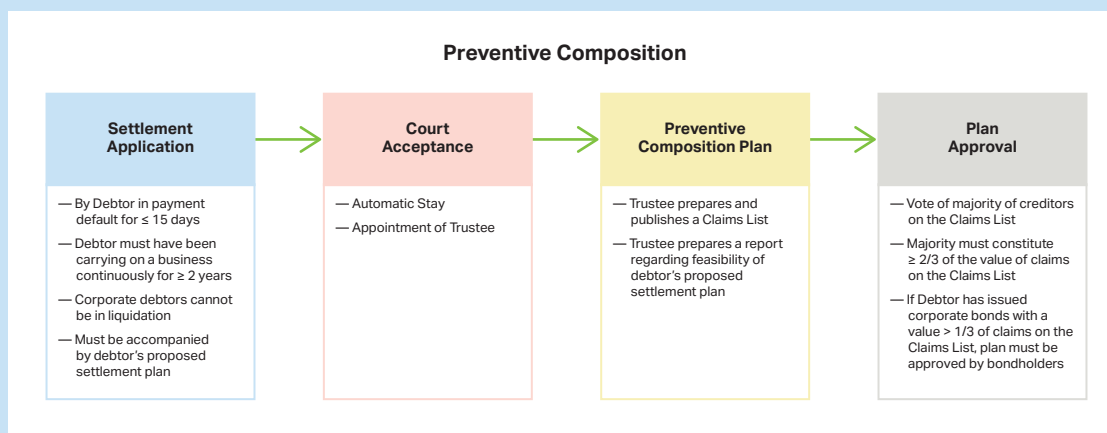 Preventive Composition
Settlement
Application
— By Debtor in payment
default for ≤ 15 days
— Debtor must have been
carrying on a business
continuously for ≥ 2 years
— Corporate debtors cannot
be in liquidation
— Must be accompanied
by debtor’s proposed
settlement plan
Court
Acceptance
— Automatic Stay
— Appointment of Trustee
Preventive
Composition Plan
— Trustee prepares and
publishes a Claims List
— Trustee prepares a report
regarding feasibility of
debtor’s proposed
settlement plan
Plan
Approval
— Vote of majority of creditors
on the Claims List
— Majority must constitute
≥ 2/3 of the value of claims
on the Claims List
— If Debtor has issued
corporate bonds with a
value > 1/3 of claims on the
Claims List, plan must be
approved by bondholders